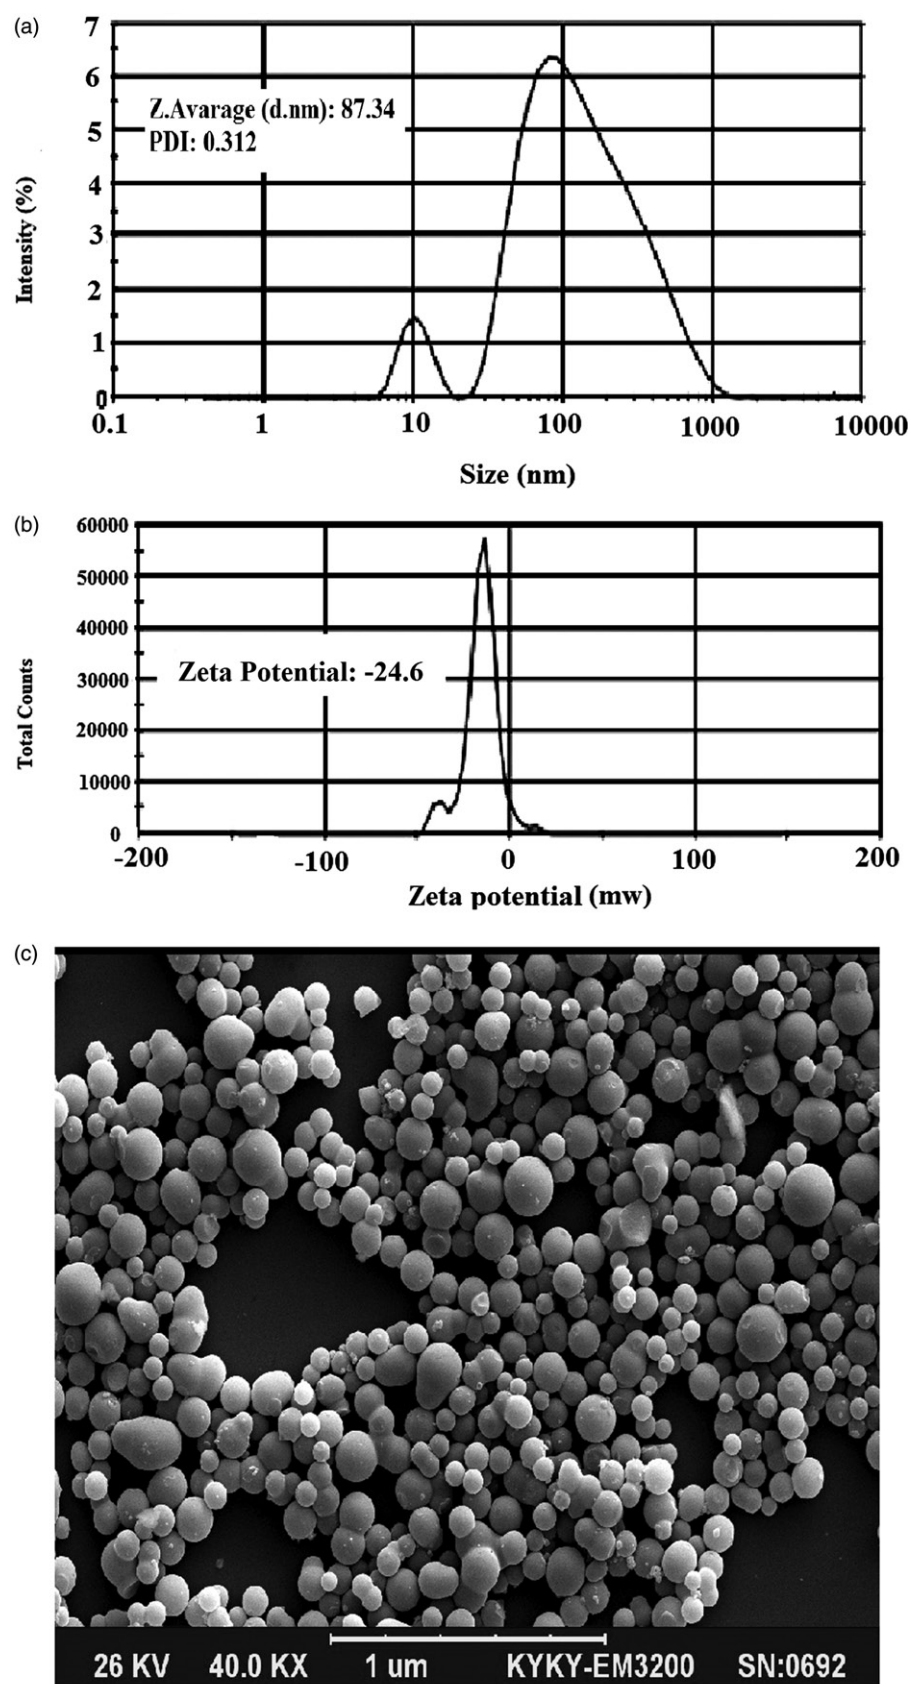 (a)
7
6
Z.Avarage (d.nm): 87.34
PDI: 0.312
5
4
3
2
1
0
Intensity (%)
0.1 1 10 100 1000 10000
Size (nm)
(b)
60000
50000
40000
Zeta Potential: -24.6
30000
20000
10000
0
Total Counts
-200 -100 0 100 200
Zeta potential (mw)
(c)
26 KV 40.0 KX 1 um KYKY-EM3200 SN:0692